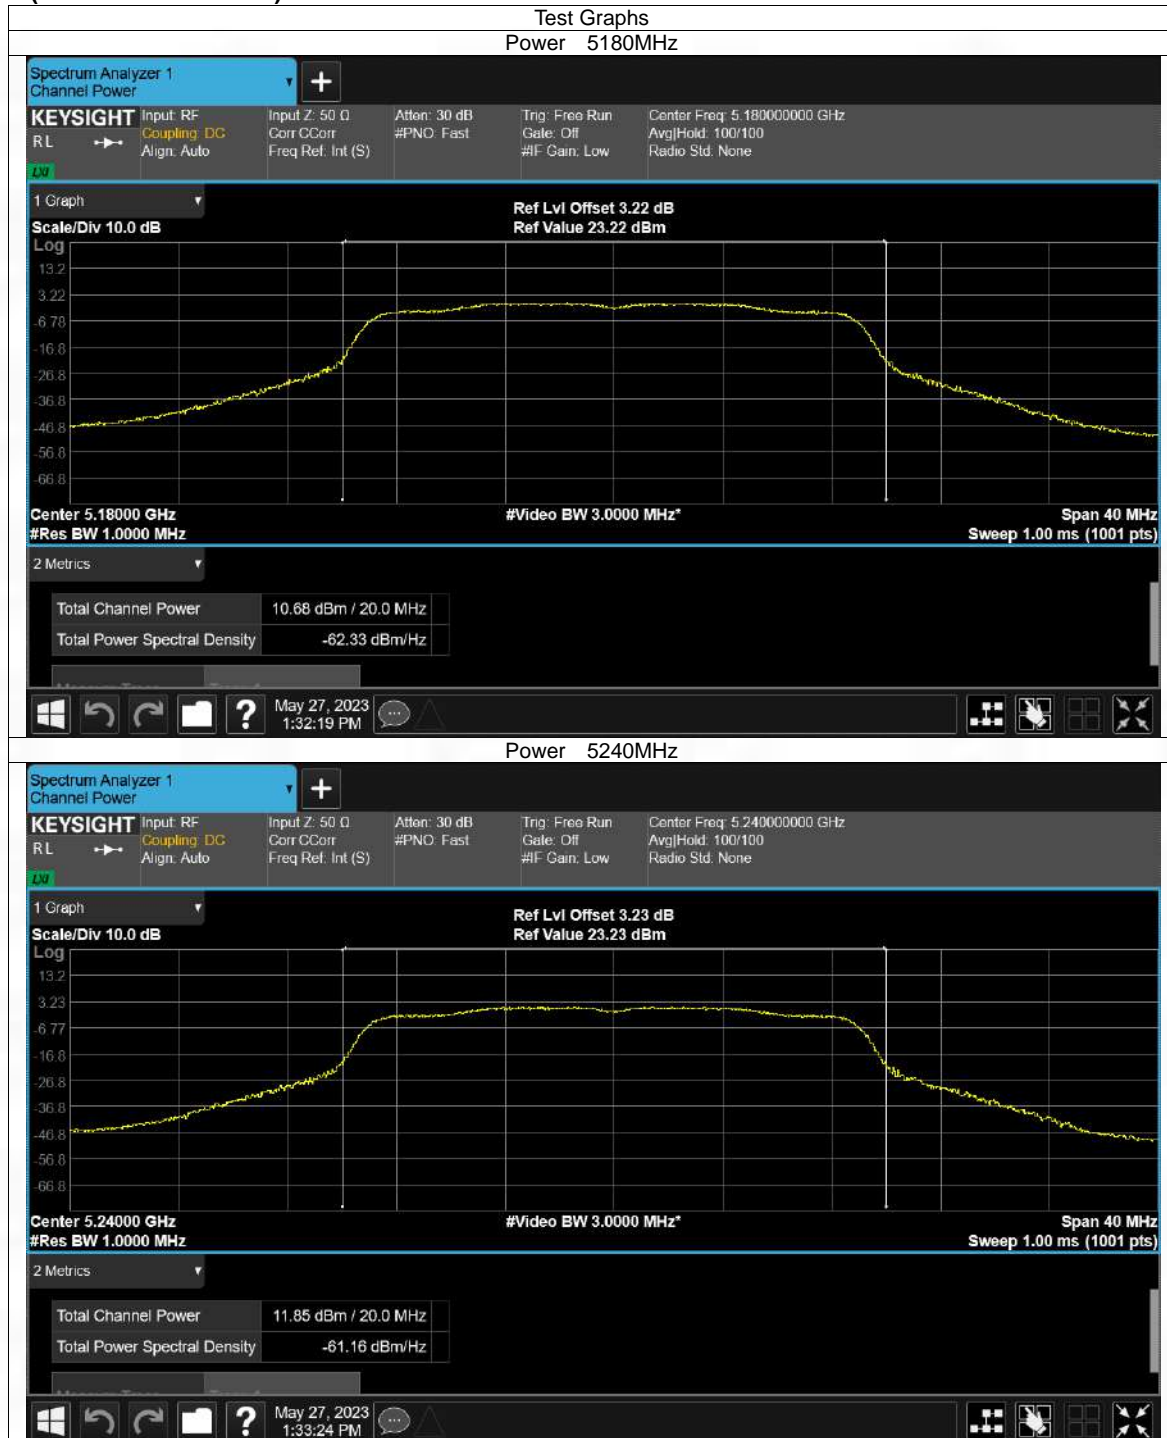 Test Graphs
Power 5180MHz
Spectrum Analyzer 1
Channel Power
+
KEYSIGHT Input: RF Input Z: 50 Ω Atten: 30 dB Trig: Free Run Center Freq: 5.180000000 GHz
RL Coupling: DC Corr CCorr #PNO: Fast Gate: Off Avg|Hold: 100/100
Align: Auto Freq Ref: Int (S) #IF Gain: Low Radio Std: None
LXI
1 Graph
Ref Lvl Offset 3.22 dB
Scale/Div 10.0 dB Ref Value 23.22 dBm
Log
13.2
3.22
-6.78
-16.8
-26.8
-36.8
-46.8
-56.8
-66.8
Center 5.18000 GHz #Video BW 3.0000 MHz* Span 40 MHz
#Res BW 1.0000 MHz Sweep 1.00 ms (1001 pts)
2 Metrics
Total Channel Power 10.68 dBm / 20.0 MHz
Total Power Spectral Density -62.33 dBm/Hz
? May 27, 2023
1:32:19 PM
Power 5240MHz
Spectrum Analyzer 1
Channel Power
+
KEYSIGHT Input: RF Input Z: 50 Ω Atten: 30 dB Trig: Free Run Center Freq: 5.240000000 GHz
RL Coupling: DC Corr CCorr #PNO: Fast Gate: Off Avg|Hold: 100/100
Align: Auto Freq Ref: Int (S) #IF Gain: Low Radio Std: None
LXI
1 Graph
Ref Lvl Offset 3.23 dB
Scale/Div 10.0 dB Ref Value 23.23 dBm
Log
13.2
3.23
-6.77
-16.8
-26.8
-36.8
-46.8
-56.8
-66.8
Center 5.24000 GHz #Video BW 3.0000 MHz* Span 40 MHz
#Res BW 1.0000 MHz Sweep 1.00 ms (1001 pts)
2 Metrics
Total Channel Power 11.85 dBm / 20.0 MHz
Total Power Spectral Density -61.16 dBm/Hz
? May 27, 2023
1:33:24 PM